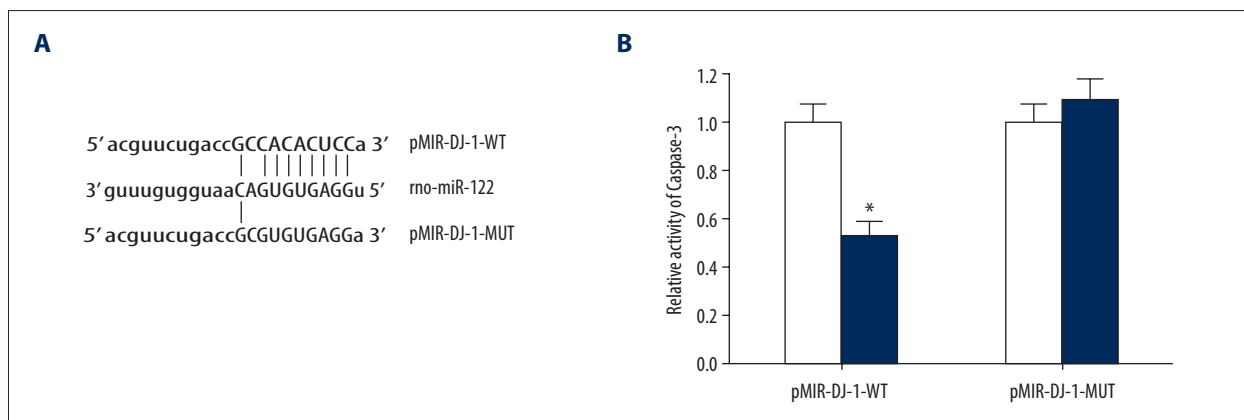 A
5′ acguucugaccGCCACACUCCa 3′ pMIR-DJ-1-WT
3′ guuugugguaaCAGUGUGAGGu 5′ rno-miR-122
5′ acguucugaccGCGUGUGAGGa 3′ pMIR-DJ-1-MUT
B
Relative activity of Caspase-3
1.2
1.0
0.8
0.6
0.4
0.2
0.0
*
pMIR-DJ-1-WT pMIR-DJ-1-MUT